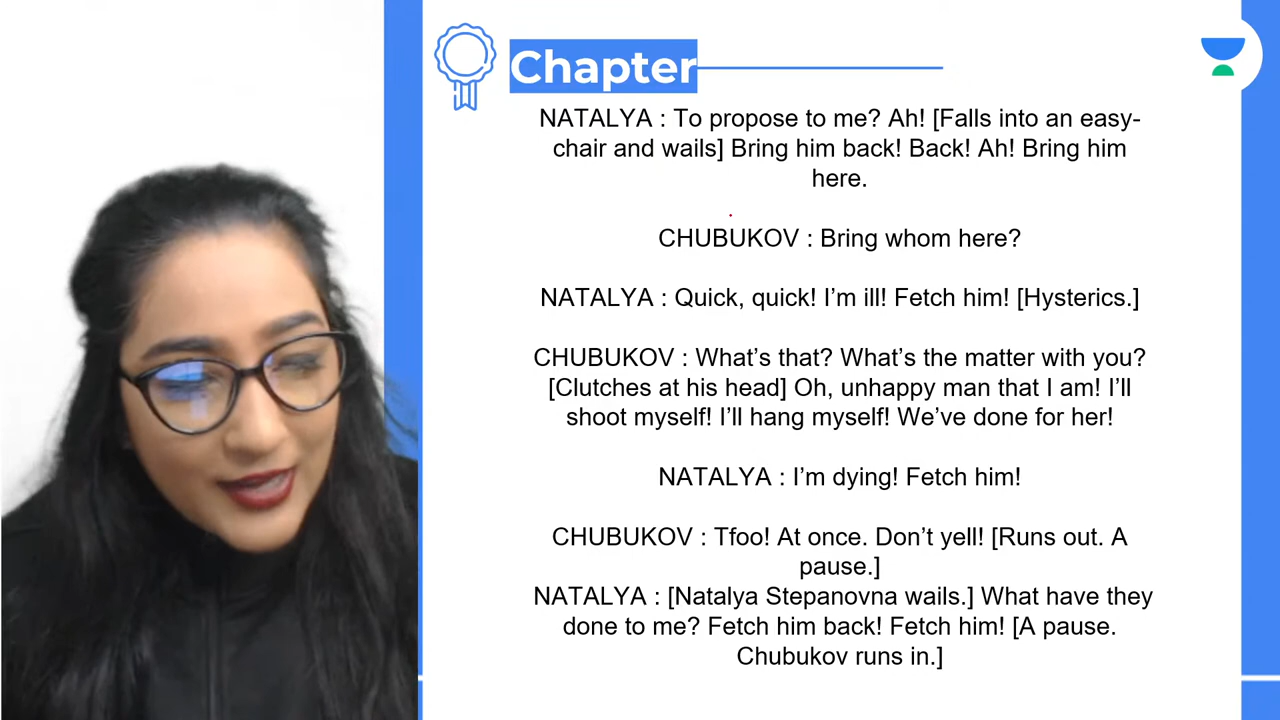 Chapter
NATALYA : To propose to me? Ah! [Falls into an easy-
chair and wails] Bring him back! Back! Ah! Bring him
here.
CHUBUKOV : Bring whom here?
NATALYA : Quick, quick! I’m ill! Fetch him! [Hysterics.]
CHUBUKOV : What’s that? What’s the matter with you?
[Clutches at his head] Oh, unhappy man that I am! I’ll
shoot myself! I’ll hang myself! We’ve done for her!
NATALYA : I’m dying! Fetch him!
CHUBUKOV : Tfoo! At once. Don’t yell! [Runs out. A
pause.]
NATALYA : [Natalya Stepanovna wails.] What have they
done to me? Fetch him back! Fetch him! [A pause.
Chubukov runs in.]